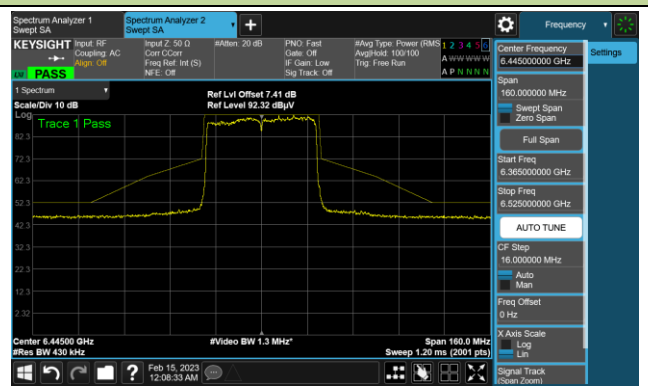 Spectrum Analyzer 1
Swept SA
Spectrum Analyzer 2
Swept SA
+
Frequency
KEYSIGHT
Input: RF
Coupling: AC
Align: Off
Input Z: 50 Ω
Corr CCorr
Freq Ref: Int (S)
NFE: Off
#Atten: 20 dB
PNO: Fast
Gate: Off
IF Gain: Low
Sig Track: Off
#Avg Type: Power (RMS
Avg|Hold: 100/100
Trig: Free Run
1 2 3 4 5 6
A W W W W W
A P N N N N
PASS
1 Spectrum
Scale/Div 10 dB
Ref Lvl Offset 7.41 dB
Ref Level 92.32 dBµV
Log
Trace 1 Pass
82.3
72.3
62.3
52.3
42.3
32.3
22.3
12.3
2.32
Center 6.44500 GHz
#Res BW 430 kHz
#Video BW 1.3 MHz*
Span 160.0 MHz
Sweep 1.20 ms (2001 pts)
Center Frequency
6.445000000 GHz
Settings
Span
160.000000 MHz
Swept Span
Zero Span
Full Span
Start Freq
6.365000000 GHz
Stop Freq
6.525000000 GHz
AUTO TUNE
CF Step
16.000000 MHz
Auto
Man
Freq Offset
0 Hz
X Axis Scale
Log
Lin
Signal Track
(Span Zoom)
?
Feb 15, 2023
12:08:33 AM